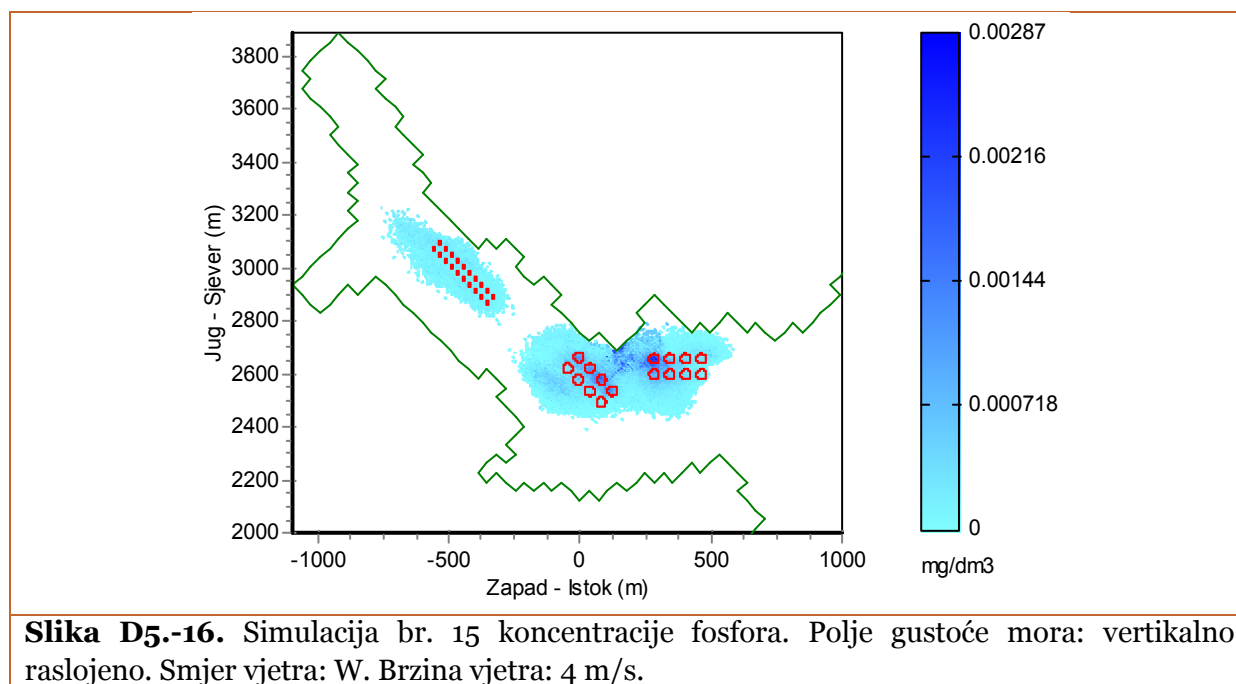 3800
3600
3400
3200
3000
2800
2600
2400
2200
2000
Jug - Sjever (m)
-1000 -500 0 500 1000
Zapad - Istok (m)
0.00287
0.00216
0.00144
0.000718
0
mg/dm3
Slika D5.-16. Simulacija br. 15 koncentracije fosfora. Polje gustoće mora: vertikalno
raslojeno. Smjer vjetra: W. Brzina vjetra: 4 m/s.